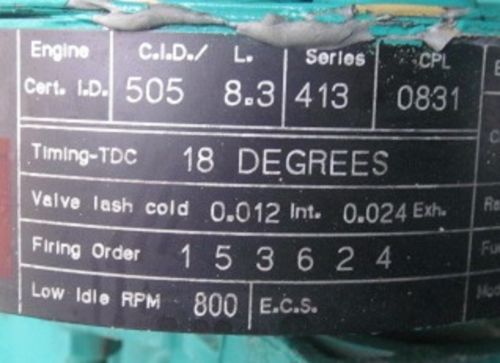 Engine C.I.D./ L. Series CPL
Cert. I.D. 505 8.3 413 0831
Timing-TDC 18 DEGREES
Valve lash cold 0.012 Int. 0.024 Exh.
Firing Order 1 5 3 6 2 4
Low Idle RPM 800 E.C.S.